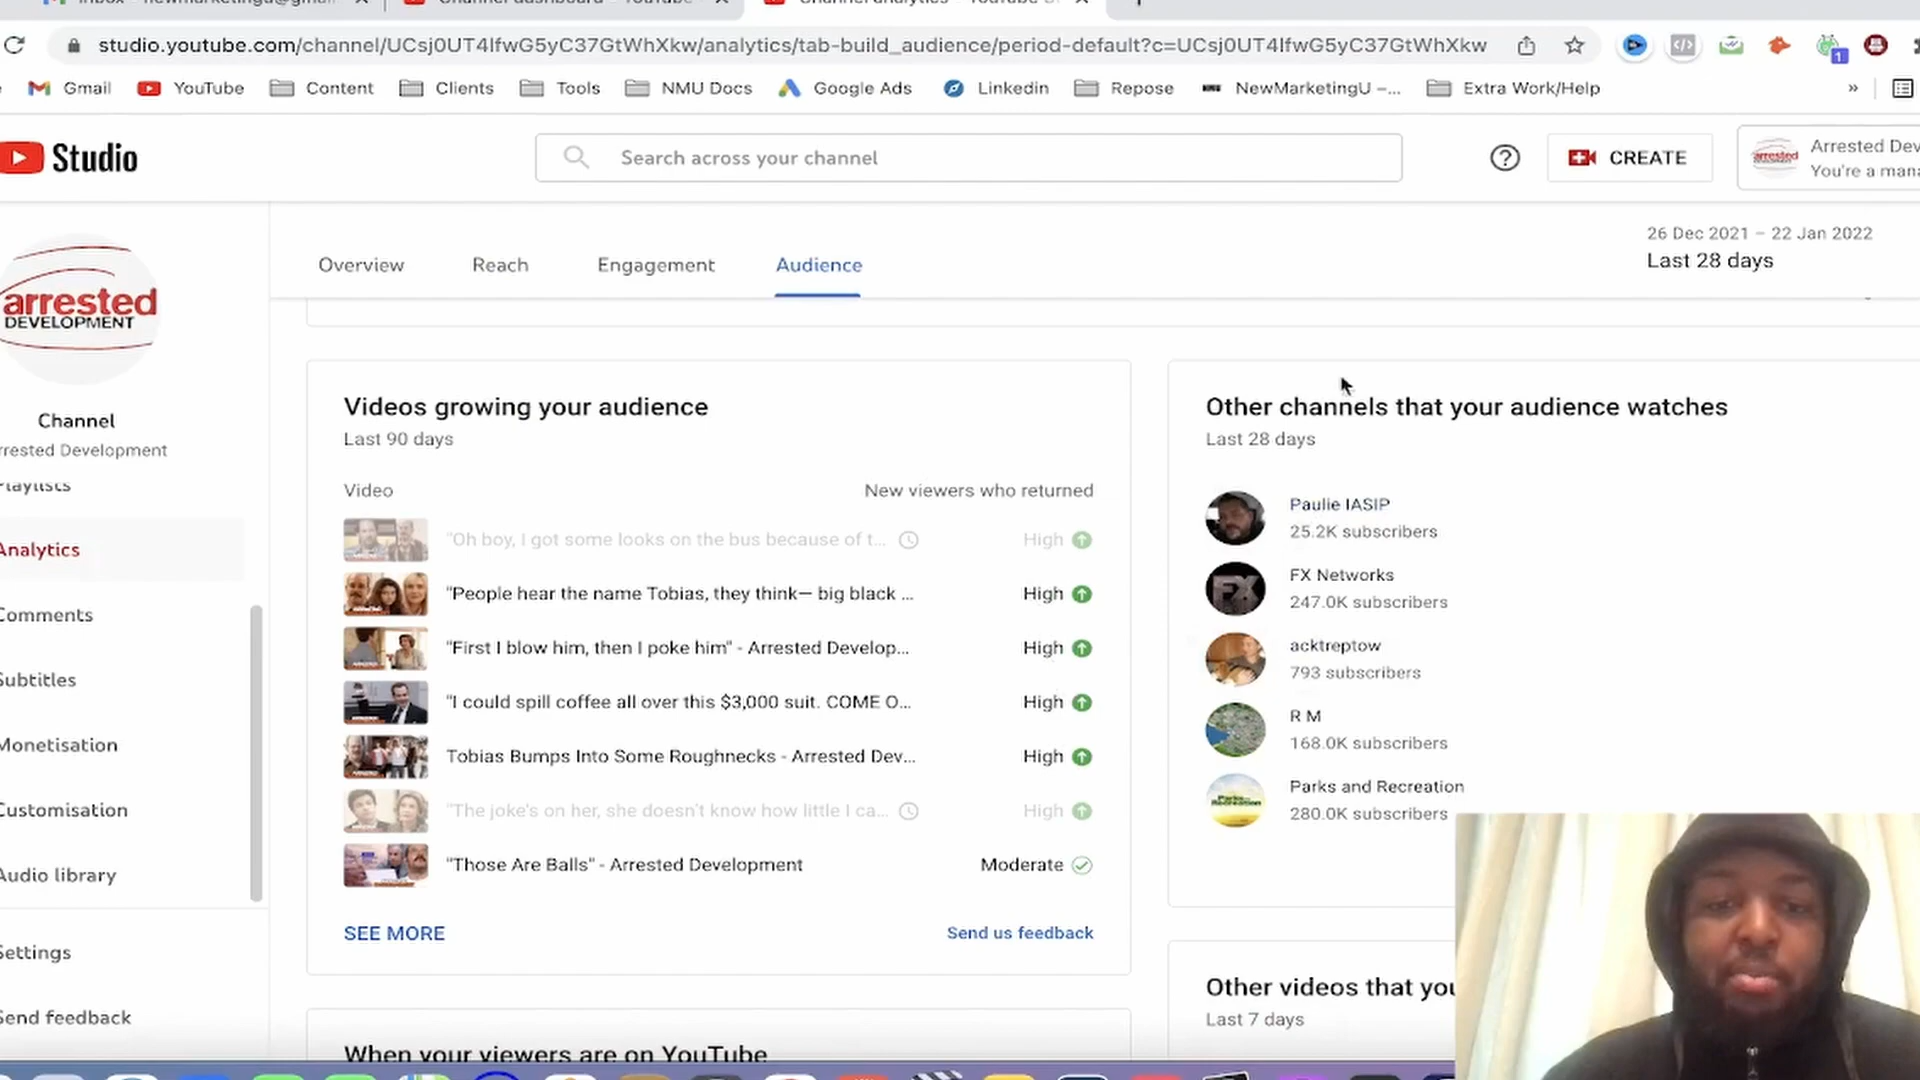 studio.youtube.com/channel/UCsj0UT4IfwG5yC37GtWhXkw/analytics/tab-build_audience/period-default?c=UCsj0UT4IfwG5yC37GtWhXkw
1
Gmail YouTube Content Clients Tools NMU Docs Google Ads Linkedin Repose NewMarketingU –... Extra Work/Help »
Studio
Search across your channel
CREATE
Arrested Dev
You're a mana
Overview Reach Engagement Audience
26 Dec 2021 – 22 Jan 2022
Last 28 days
arrested
DEVELOPMENT
Channel
rrested Development
Playlists
Analytics
Comments
Subtitles
Monetisation
Customisation
Audio library
Settings
Send feedback
Videos growing your audience
Last 90 days
Video New viewers who returned
"Oh boy, I got some looks on the bus because of t... High
"People hear the name Tobias, they think— big black ... High
"First I blow him, then I poke him" - Arrested Develop... High
"I could spill coffee all over this $3,000 suit. COME O... High
Tobias Bumps Into Some Roughnecks - Arrested Dev... High
"The joke's on her, she doesn't know how little I ca... High
"Those Are Balls" - Arrested Development Moderate
SEE MORE Send us feedback
When your viewers are on YouTube
Other channels that your audience watches
Last 28 days
Paulie IASIP
25.2K subscribers
FX Networks
247.0K subscribers
acktreptow
793 subscribers
R M
168.0K subscribers
Parks and Recreation
280.0K subscribers
Other videos that you
Last 7 days